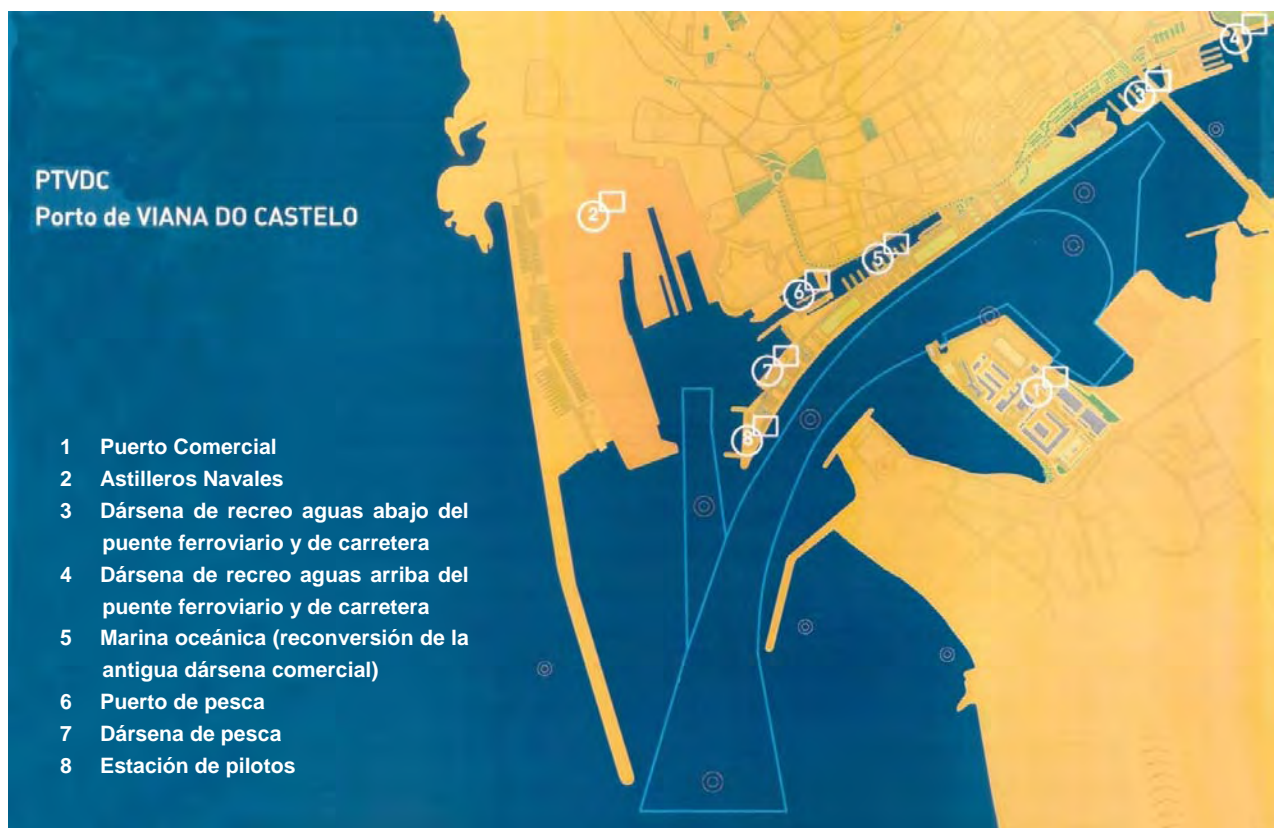 PTVDC
Porto de VIANA DO CASTELO
1 Puerto Comercial
2 Astilleros Navales
3 Dársena de recreo aguas abajo del
puente ferroviario y de carretera
4 Dársena de recreo aguas arriba del
puente ferroviario y de carretera
5 Marina oceánica (reconversión de la
antigua dársena comercial)
6 Puerto de pesca
7 Dársena de pesca
8 Estación de pilotos
4
3
2
5
6
7
1
8